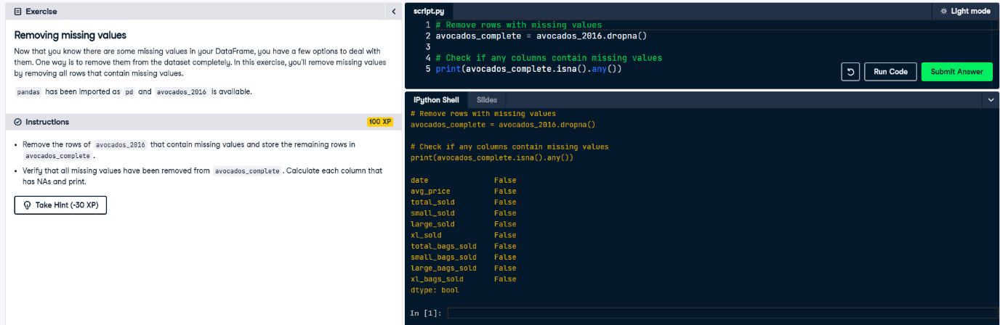 Exercise
Removing missing values
Now that you know there are some missing values in your DataFrame, you have a few options to deal with
them. One way is to remove them from the dataset completely. In this exercise, you'll remove missing values
by removing all rows that contain missing values.
pandas has been imported as pd and avocados_2016 is available.
Instructions
100 XP
Remove the rows of avocados_2016 that contain missing values and store the remaining rows in
avocados_complete .
Verify that all missing values have been removed from avocados_complete . Calculate each column that
has NAs and print.
Take Hint (-30 XP)
script.py
Light mode
1 # Remove rows with missing values
2 avocados_complete = avocados_2016.dropna()
3
4 # Check if any columns contain missing values
5 print(avocados_complete.isna().any())
Run Code
Submit Answer
IPython Shell
Slides
# Remove rows with missing values
avocados_complete = avocados_2016.dropna()
# Check if any columns contain missing values
print(avocados_complete.isna().any())
date False
avg_price False
total_sold False
small_sold False
large_sold False
xl_sold False
total_bags_sold False
small_bags_sold False
large_bags_sold False
xl_bags_sold False
dtype: bool
In [1]: